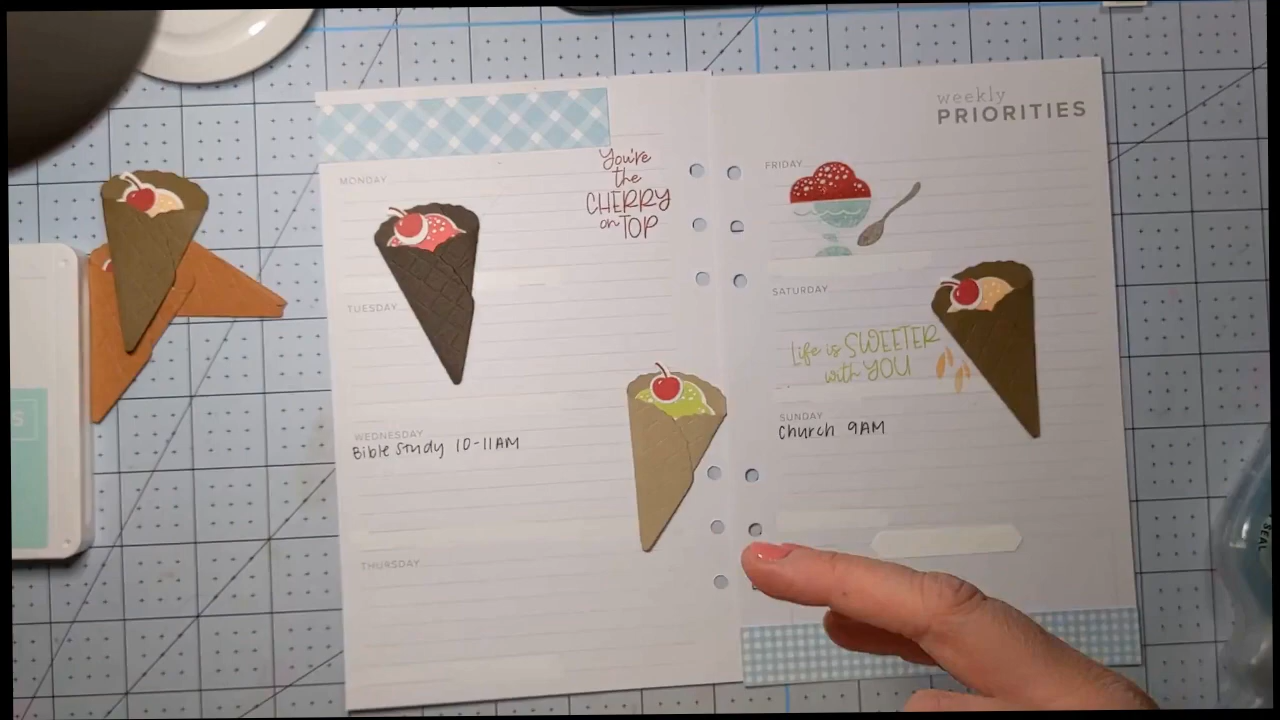 MONDAY
You're
the
CHERRY
on TOP
TUESDAY
WEDNESDAY
Bible Study 10-11AM
THURSDAY
weekly
PRIORITIES
FRIDAY
SATURDAY
Life is SWEETER
with YOU
SUNDAY
Church 9AM
SEAL